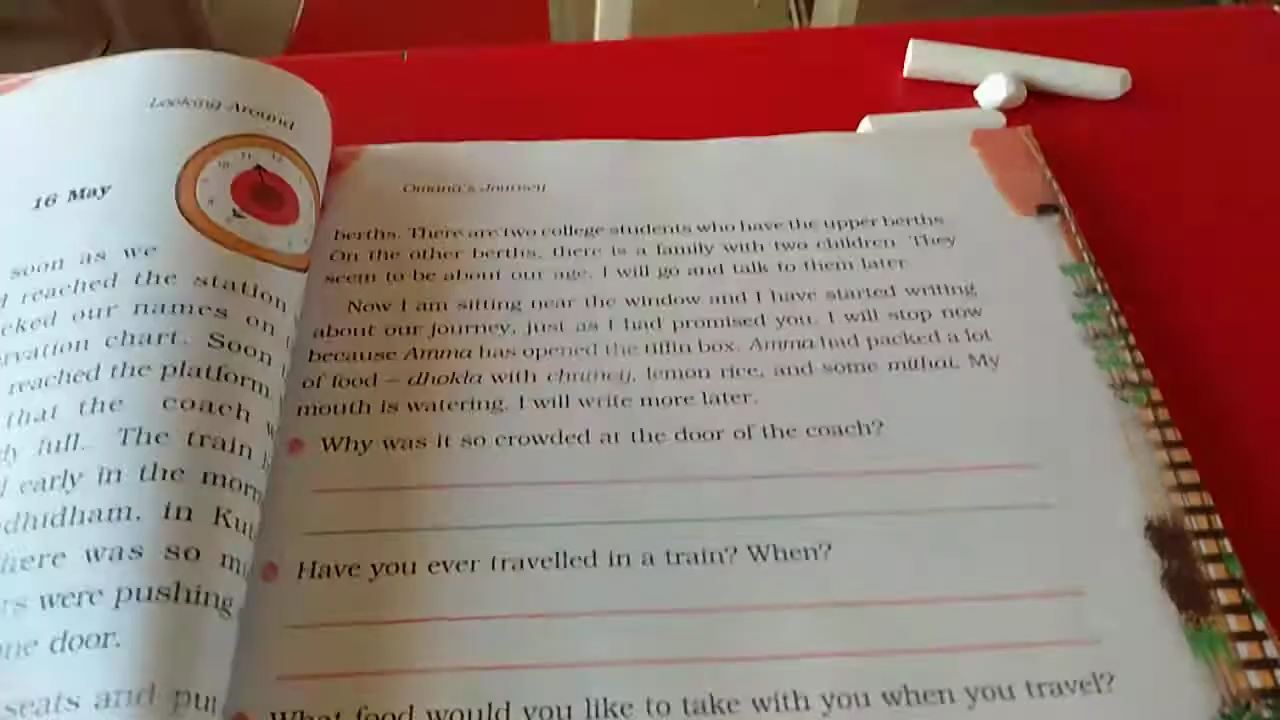 Looking Around
16 May
soon as we
reached the station
our names on
chart. Soon
reached the platform
that the coach
full. The train
early in the
in
there was so
were pushing
door.
seats and put
Omana's Journey
berths. There are two college students who have the upper berths.
On the other berths, there is a family with two children. They
seem to be about our age. I will go and talk to them later.
Now I am sitting near the window and I have started writing
about our journey, just as I had promised you. I will stop now
because Amma has opened the tiffin box. Amma had packed a lot
of food – dhokla with chutney, lemon rice, and some mithai. My
mouth is watering. I will write more later.
Why was it so crowded at the door of the coach?
Have you ever travelled in a train? When?
What food would you like to take with you when you travel?